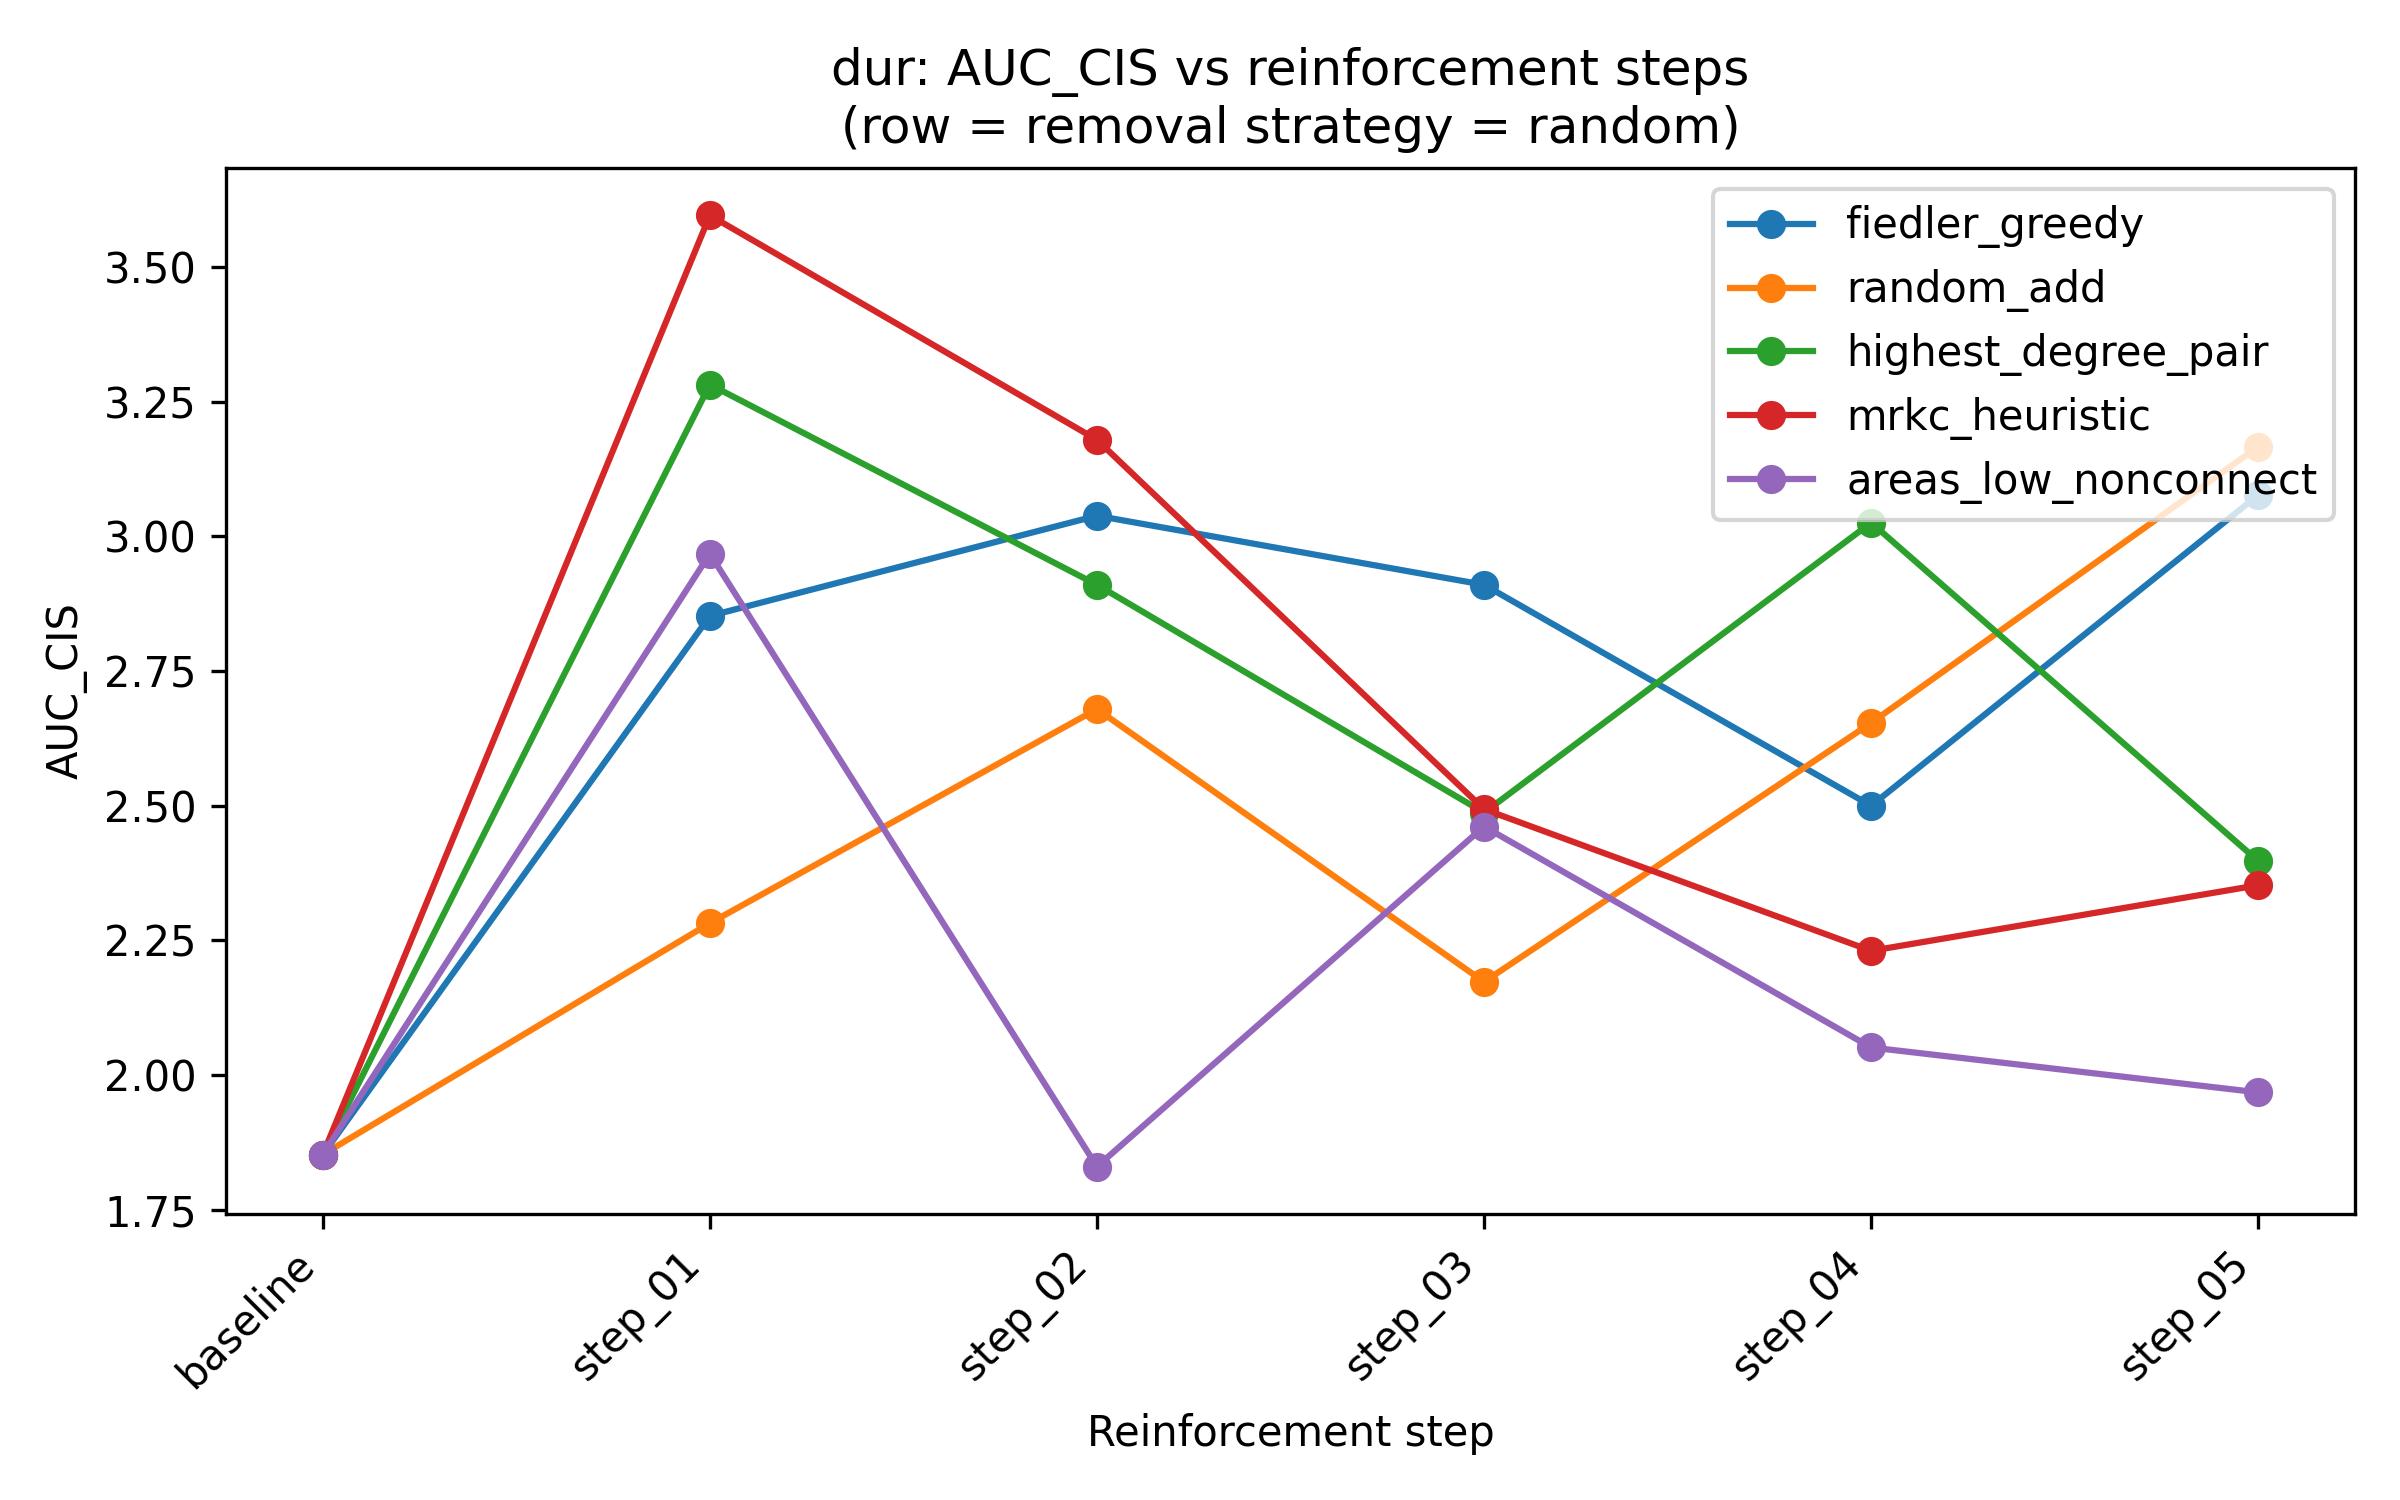 dur: AUC_CIS vs reinforcement steps
(row = removal strategy = random)
fiedler_greedy
random_add
highest_degree_pair
mrkc_heuristic
areas_low_nonconnect
AUC_CIS
3.50
3.25
3.00
2.75
2.50
2.25
2.00
1.75
baseline
step_01
step_02
step_03
step_04
step_05
Reinforcement step